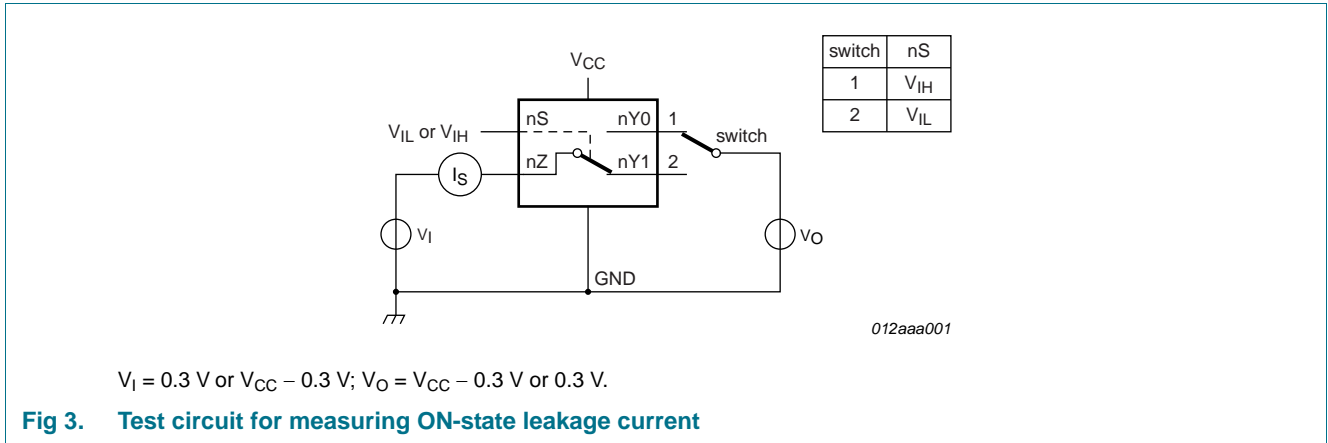 switch nS
1 VIH
2 VIL
VCC
nS nY0 1
VIL or VIH
switch
nZ nY1 2
IS
VI
VO
GND
012aaa001
VI = 0.3 V or VCC − 0.3 V; VO = VCC − 0.3 V or 0.3 V.
Fig 3. Test circuit for measuring ON-state leakage current